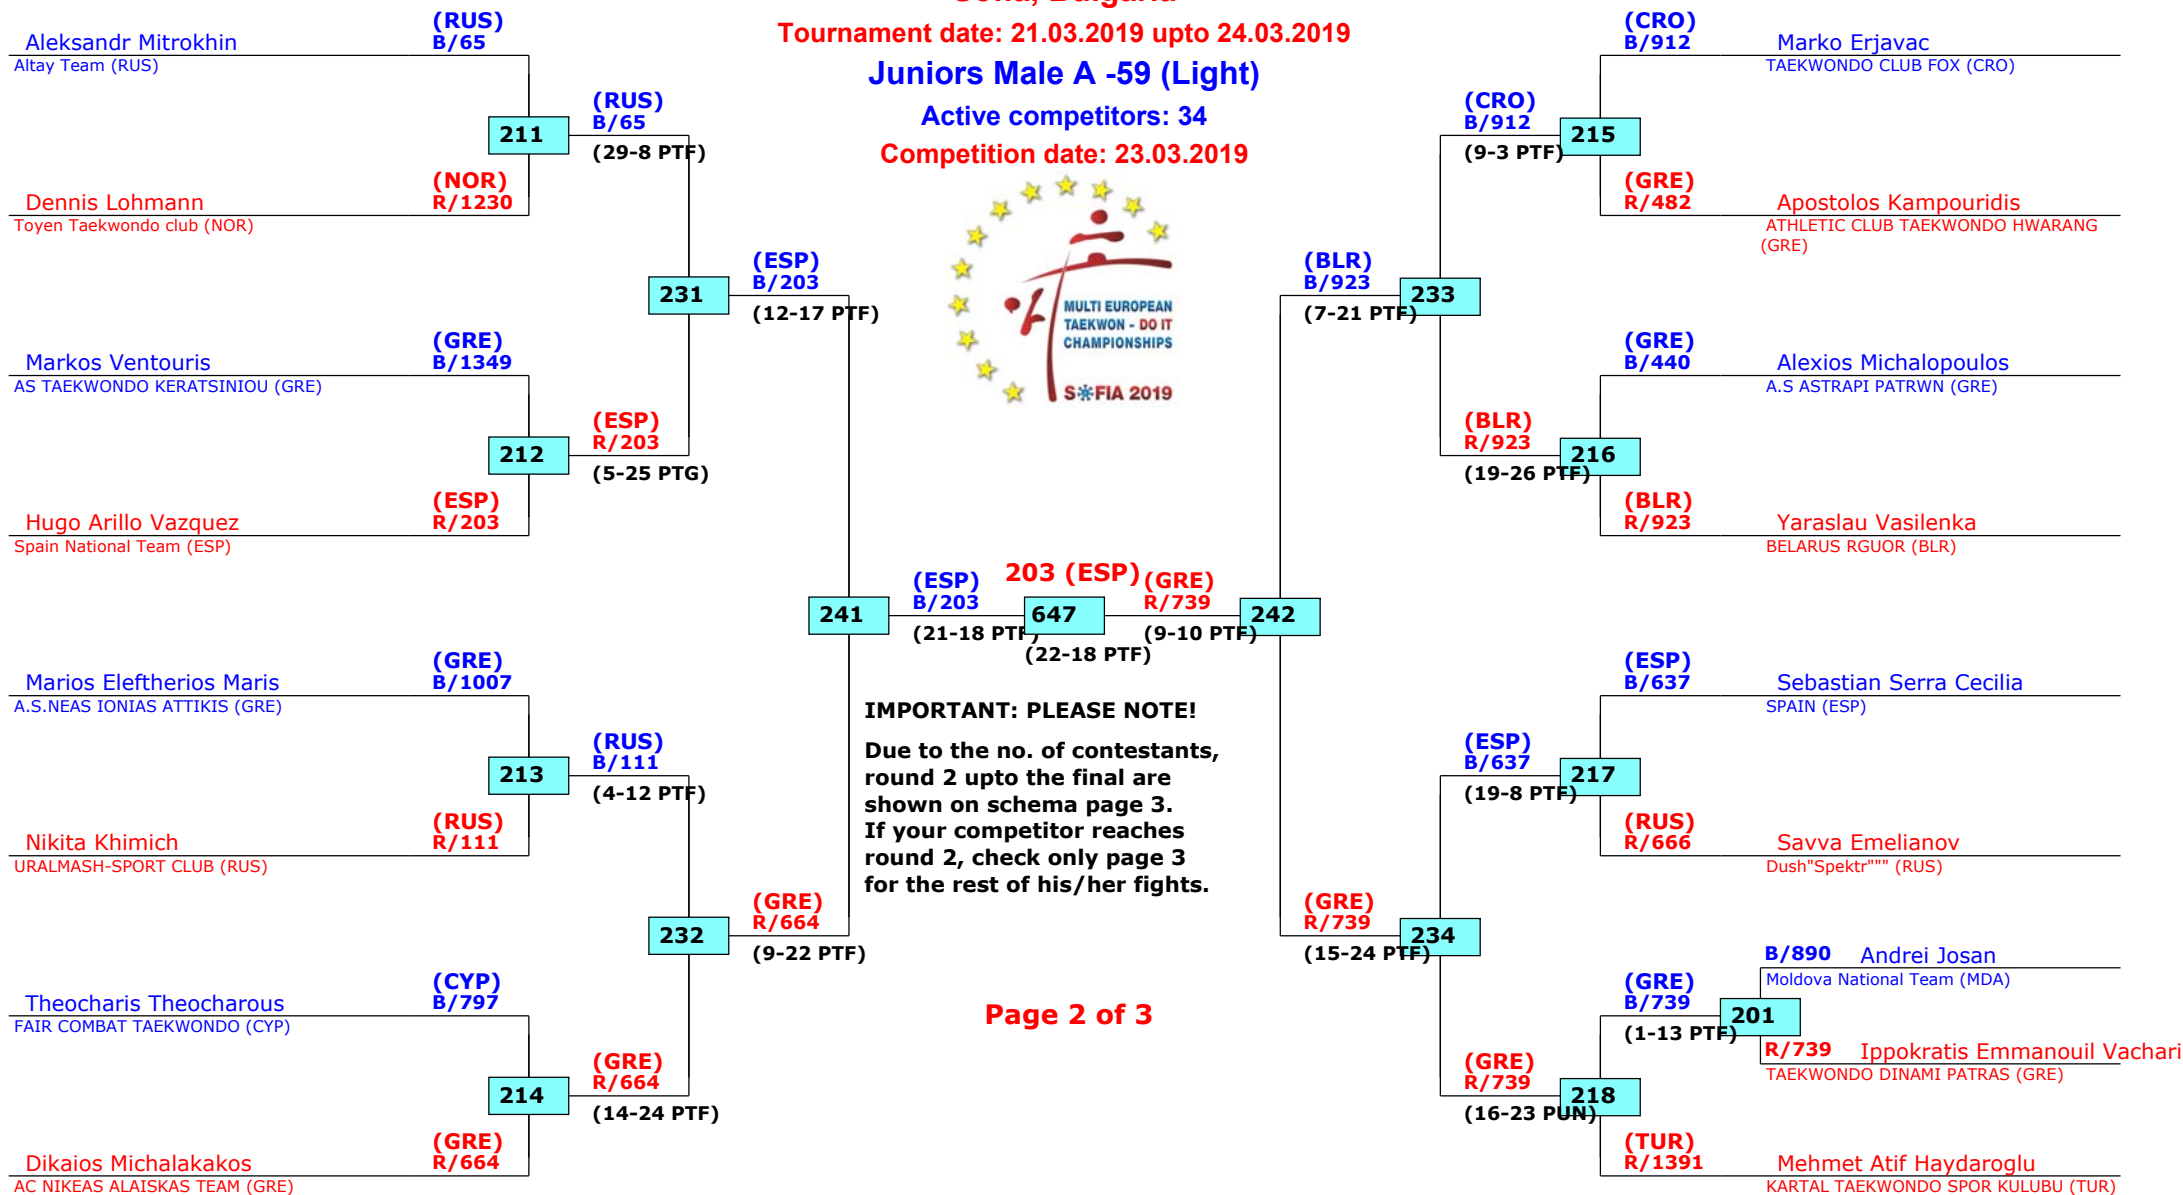 Sofia, Bulgaria
Tournament date: 21.03.2019 upto 24.03.2019
Juniors Male A -59 (Light)
Active competitors: 34
Competition date: 23.03.2019
MULTI EUROPEAN
TAEKWON - DO IT
CHAMPIONSHIPS
SOFIA 2019
Aleksandr Mitrokhin
Altay Team (RUS)
(RUS)
B/65
211
Dennis Lohmann
Toyen Taekwondo club (NOR)
(NOR)
R/1230
(RUS)
B/65
(29-8 PTF)
231
Markos Ventouris
AS TAEKWONDO KERATSINIOU (GRE)
(GRE)
B/1349
212
Hugo Arillo Vazquez
Spain National Team (ESP)
(ESP)
R/203
(ESP)
R/203
(5-25 PTG)
(ESP)
B/203
(12-17 PTF)
Marios Eleftherios Maris
A.S.NEAS IONIAS ATTIKIS (GRE)
(GRE)
B/1007
213
Nikita Khimich
URALMASH-SPORT CLUB (RUS)
(RUS)
R/111
(RUS)
B/111
(4-12 PTF)
232
Theocharis Theocharous
FAIR COMBAT TAEKWONDO (CYP)
(CYP)
B/797
214
Dikaios Michalakakos
AC NIKEAS ALAISKAS TEAM (GRE)
(GRE)
R/664
(GRE)
R/664
(14-24 PTF)
(GRE)
R/664
(9-22 PTF)
241
(ESP)
B/203
(21-18 PTF)
203 (ESP)
647
(22-18 PTF)
(GRE)
R/739
(9-10 PTF)
242
IMPORTANT: PLEASE NOTE!
Due to the no. of contestants,
round 2 upto the final are
shown on schema page 3.
If your competitor reaches
round 2, check only page 3
for the rest of his/her fights.
Page 2 of 3
(BLR)
B/923
(7-21 PTF)
233
(CRO)
B/912
(9-3 PTF)
215
(CRO)
B/912
Marko Erjavac
TAEKWONDO CLUB FOX (CRO)
(GRE)
R/482
Apostolos Kampouridis
ATHLETIC CLUB TAEKWONDO HWARANG
(GRE)
(BLR)
R/923
(19-26 PTF)
216
(GRE)
B/440
Alexios Michalopoulos
A.S ASTRAPI PATRWN (GRE)
(BLR)
R/923
Yaraslau Vasilenka
BELARUS RGUOR (BLR)
(GRE)
R/739
(15-24 PTF)
234
(ESP)
B/637
(19-8 PTF)
217
(ESP)
B/637
Sebastian Serra Cecilia
SPAIN (ESP)
(RUS)
R/666
Savva Emelianov
Dush"Spektr""" (RUS)
(GRE)
R/739
(16-23 PUN)
218
(GRE)
B/739
(1-13 PTF)
201
B/890 Andrei Josan
Moldova National Team (MDA)
R/739 Ippokratis Emmanouil Vachari
TAEKWONDO DINAMI PATRAS (GRE)
(TUR)
R/1391
Mehmet Atif Haydaroglu
KARTAL TAEKWONDO SPOR KULUBU (TUR)